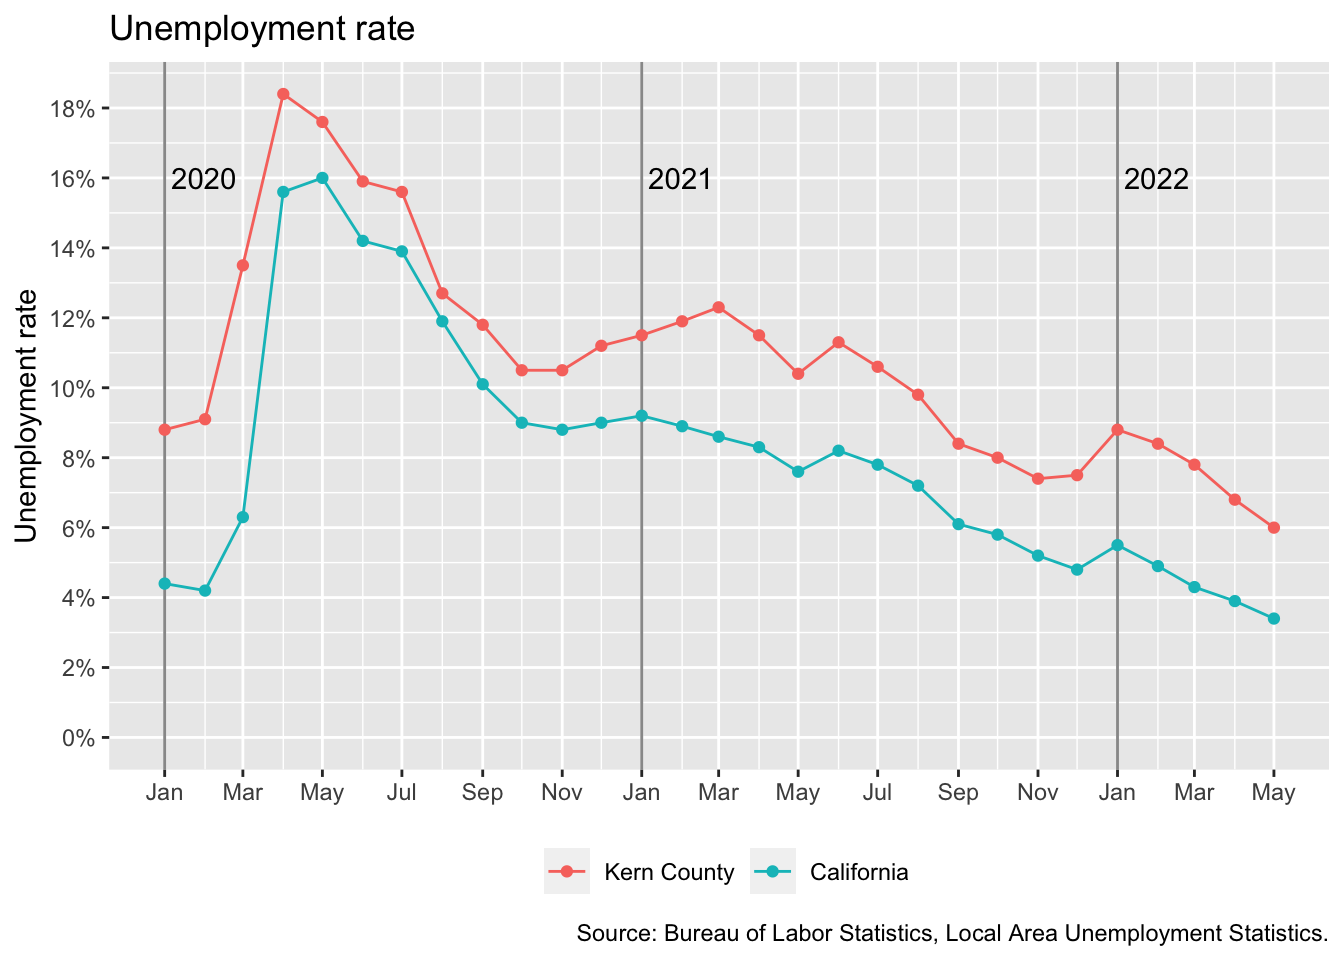 Unemployment rate
Unemployment rate
18%
16%
14%
12%
10%
8%
6%
4%
2%
0%
2020 2021 2022
Jan Mar May Jul Sep Nov Jan Mar May Jul Sep Nov Jan Mar May
Kern County California
Source: Bureau of Labor Statistics, Local Area Unemployment Statistics.